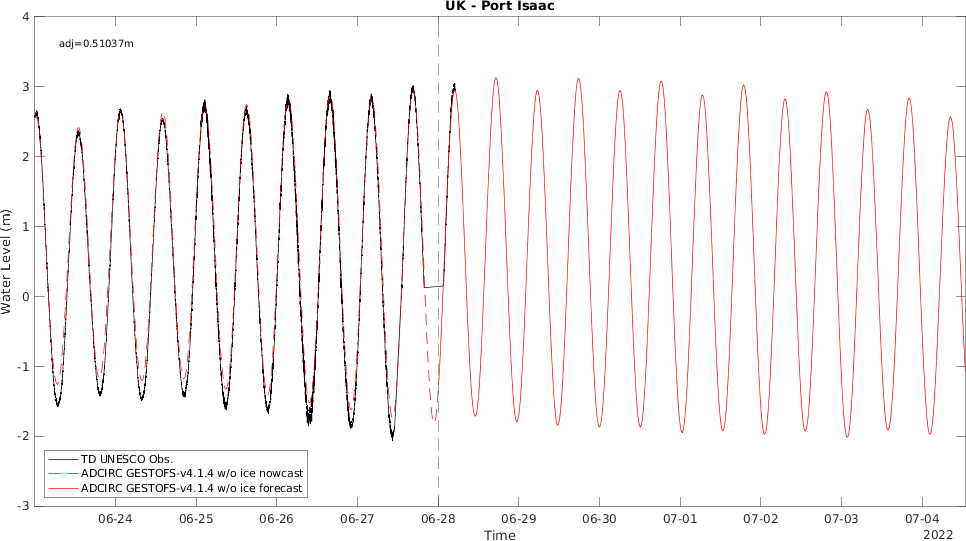 UK - Port Isaac
adj=0.51037m
4
3
2
1
0
-1
-2
-3
Water Level (m)
TD UNESCO Obs.
ADCIRC GESTOFS-v4.1.4 w/o ice nowcast
ADCIRC GESTOFS-v4.1.4 w/o ice forecast
06-24 06-25 06-26 06-27 06-28 06-29 06-30 07-01 07-02 07-03 07-04
Time
2022